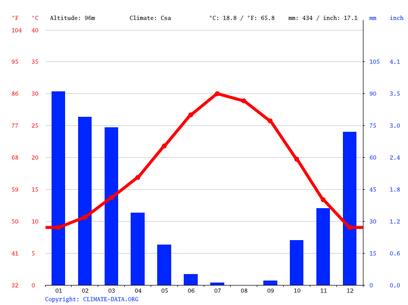 °F °C Altitude: 96m Climate: Csa °C: 18.8 / °F: 65.8 mm: 434 / inch: 17.1 mm inch
104 40
95 35 105 4.1
86 30 90 3.5
77 25 75 3.0
68 20 60 2.4
59 15 45 1.8
50 10 30 1.2
41 5 15 0.6
32 0 0 0.0
01 02 03 04 05 06 07 08 09 10 11 12
Copyright: CLIMATE-DATA.ORG